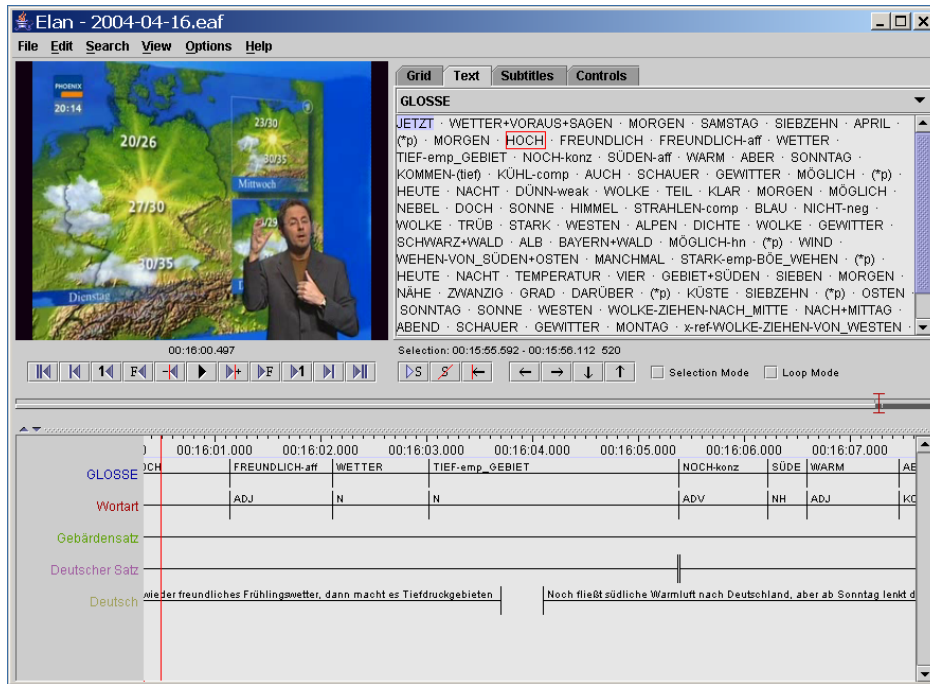 Elan - 2004-04-16.eaf
File Edit Search View Options Help
PHOENIX
20:14
20/26
23/30
30/35
Mittwoch
27/30
/29
30/35
Dienstag
Grid Text Subtitles Controls
GLOSSE
JETZT · WETTER+VORAUS+SAGEN · MORGEN · SAMSTAG · SIEBZEHN · APRIL ·
(*p) · MORGEN · HOCH · FREUNDLICH · FREUNDLICH-aff · WETTER ·
TIEF-emp_GEBIET · NOCH-konz · SÜDEN-aff · WARM · ABER · SONNTAG ·
KOMMEN-(tief) · KÜHL-comp · AUCH · SCHAUER · GEWITTER · MÖGLICH · (*p) ·
HEUTE · NACHT · DÜNN-weak · WOLKE · TEIL · KLAR · MORGEN · MÖGLICH ·
NEBEL · DOCH · SONNE · HIMMEL · STRAHLEN-comp · BLAU · NICHT-neg ·
WOLKE · TRÜB · STARK · WESTEN · ALPEN · DICHTE · WOLKE · GEWITTER ·
SCHWARZ+WALD · ALB · BAYERN+WALD · MÖGLICH-hn · (*p) · WIND ·
WEHEN-VON_SÜDEN+OSTEN · MANCHMAL · STARK-emp-BÖE_WEHEN · (*p) ·
HEUTE · NACHT · TEMPERATUR · VIER · GEBIET+SÜDEN · SIEBEN · MORGEN ·
NÄHE · ZWANZIG · GRAD · DARÜBER · (*p) · KÜSTE · SIEBZEHN · (*p) · OSTEN ·
SONNTAG · SONNE · WESTEN · WOLKE-ZIEHEN-NACH_MITTE · NACH+MITTAG ·
ABEND · SCHAUER · GEWITTER · MONTAG · x-ref-WOLKE-ZIEHEN-VON_WESTEN ·
00:16:00.497
Selection: 00:15:55.592 - 00:15:56.112 520
1 F F 1 S S
Selection Mode Loop Mode
00:16:01.000 00:16:02.000 00:16:03.000 00:16:04.000 00:16:05.000 00:16:06.000 00:16:07.000
GLOSSE OCH FREUNDLICH-aff WETTER TIEF-emp_GEBIET NOCH-konz SÜDE WARM AB
Wortart ADJ N N ADV NH ADJ KO
Gebärdensatz
Deutscher Satz
Deutsch wieder freundliches Frühlingswetter, dann macht es Tiefdruckgebieten Noch fließt südliche Warmluft nach Deutschland, aber ab Sonntag lenkt d